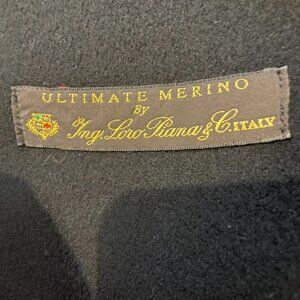 ULTIMATE MERINO
BY
Ing. Loro Piana & C. ITALY